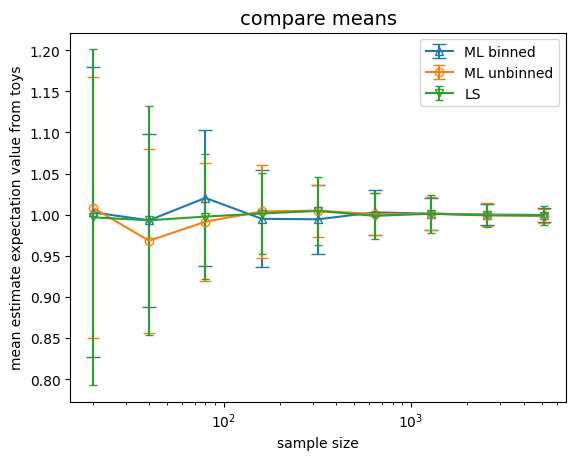 compare means
ML binned
ML unbinned
LS
mean estimate expectation value from toys
1.20
1.15
1.10
1.05
1.00
0.95
0.90
0.85
0.80
10²
10³
sample size